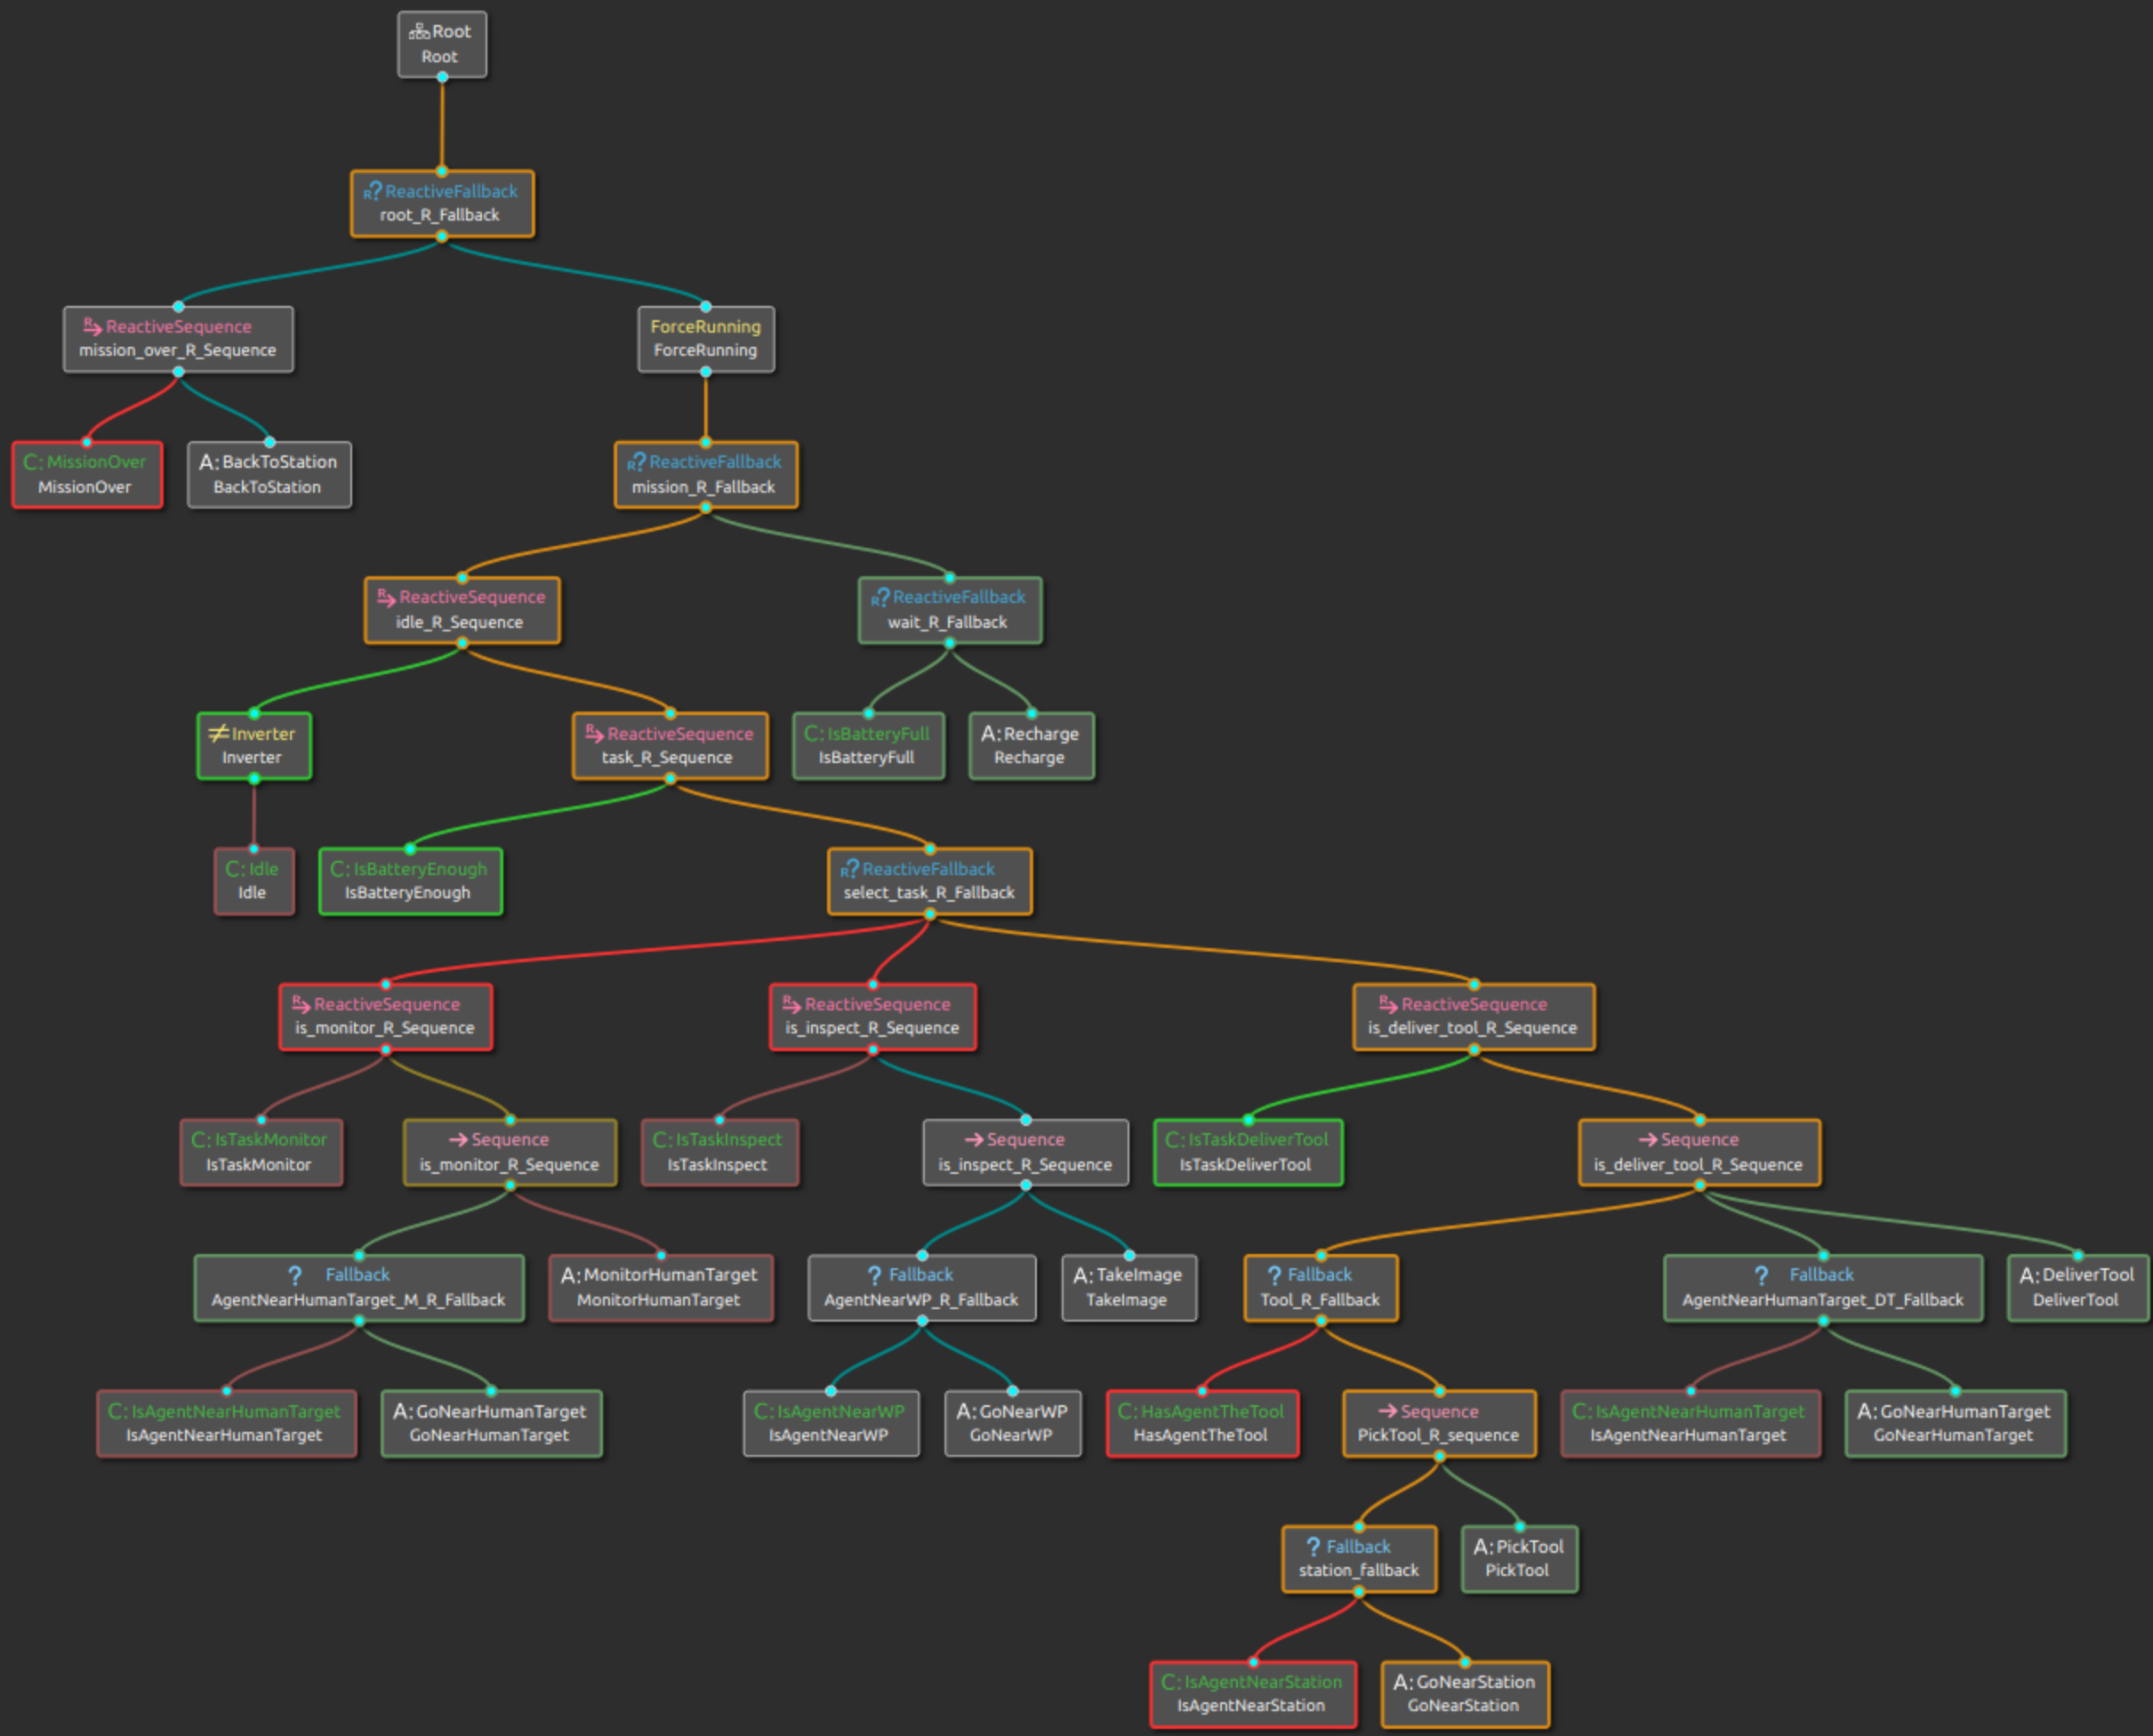 Root
Root
R?ReactiveFallback
root_R_Fallback
R ReactiveSequence
mission_over_R_Sequence
ForceRunning
ForceRunning
C: MissionOver
MissionOver
A: BackToStation
BackToStation
R?ReactiveFallback
mission_R_Fallback
R ReactiveSequence
idle_R_Sequence
R?ReactiveFallback
wait_R_Fallback
≠Inverter
Inverter
R ReactiveSequence
task_R_Sequence
C: IsBatteryFull
IsBatteryFull
A: Recharge
Recharge
C: Idle
Idle
C: IsBatteryEnough
IsBatteryEnough
R?ReactiveFallback
select_task_R_Fallback
R ReactiveSequence
is_monitor_R_Sequence
R ReactiveSequence
is_inspect_R_Sequence
R ReactiveSequence
is_deliver_tool_R_Sequence
C: IsTaskMonitor
IsTaskMonitor
→ Sequence
is_monitor_R_Sequence
C: IsTaskInspect
IsTaskInspect
→ Sequence
is_inspect_R_Sequence
C: IsTaskDeliverTool
IsTaskDeliverTool
→ Sequence
is_deliver_tool_R_Sequence
? Fallback
AgentNearHumanTarget_M_R_Fallback
A: MonitorHumanTarget
MonitorHumanTarget
? Fallback
AgentNearWP_R_Fallback
A: TakeImage
TakeImage
? Fallback
Tool_R_Fallback
? Fallback
AgentNearHumanTarget_DT_Fallback
A: DeliverTool
DeliverTool
C: IsAgentNearHumanTarget
IsAgentNearHumanTarget
A: GoNearHumanTarget
GoNearHumanTarget
C: IsAgentNearWP
IsAgentNearWP
A: GoNearWP
GoNearWP
C: HasAgentTheTool
HasAgentTheTool
→ Sequence
PickTool_R_sequence
C: IsAgentNearHumanTarget
IsAgentNearHumanTarget
A: GoNearHumanTarget
GoNearHumanTarget
? Fallback
station_fallback
A: PickTool
PickTool
C: IsAgentNearStation
IsAgentNearStation
A: GoNearStation
GoNearStation